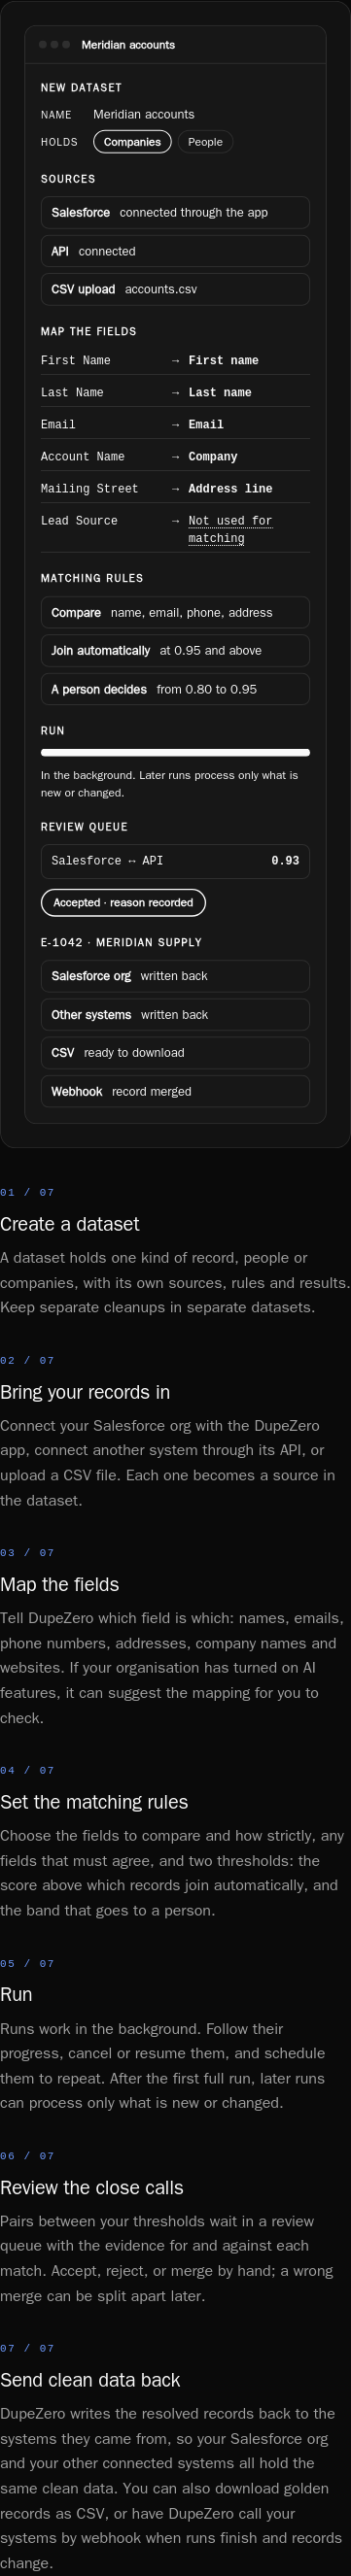 Meridian accounts
NEW DATASET
NAME Meridian accounts
HOLDS Companies People
SOURCES
Salesforce connected through the app
API connected
CSV upload accounts.csv
MAP THE FIELDS
First Name → First name
Last Name → Last name
Email → Email
Account Name → Company
Mailing Street → Address line
Lead Source → Not used for
matching
MATCHING RULES
Compare name, email, phone, address
Join automatically at 0.95 and above
A person decides from 0.80 to 0.95
RUN
In the background. Later runs process only what is
new or changed.
REVIEW QUEUE
Salesforce ↔ API 0.93
Accepted · reason recorded
E-1042 · MERIDIAN SUPPLY
Salesforce org written back
Other systems written back
CSV ready to download
Webhook record merged
01 / 07
Create a dataset
A dataset holds one kind of record, people or
companies, with its own sources, rules and results.
Keep separate cleanups in separate datasets.
02 / 07
Bring your records in
Connect your Salesforce org with the DupeZero
app, connect another system through its API, or
upload a CSV file. Each one becomes a source in
the dataset.
03 / 07
Map the fields
Tell DupeZero which field is which: names, emails,
phone numbers, addresses, company names and
websites. If your organisation has turned on AI
features, it can suggest the mapping for you to
check.
04 / 07
Set the matching rules
Choose the fields to compare and how strictly, any
fields that must agree, and two thresholds: the
score above which records join automatically, and
the band that goes to a person.
05 / 07
Run
Runs work in the background. Follow their
progress, cancel or resume them, and schedule
them to repeat. After the first full run, later runs
can process only what is new or changed.
06 / 07
Review the close calls
Pairs between your thresholds wait in a review
queue with the evidence for and against each
match. Accept, reject, or merge by hand; a wrong
merge can be split apart later.
07 / 07
Send clean data back
DupeZero writes the resolved records back to the
systems they came from, so your Salesforce org
and your other connected systems all hold the
same clean data. You can also download golden
records as CSV, or have DupeZero call your
systems by webhook when runs finish and records
change.